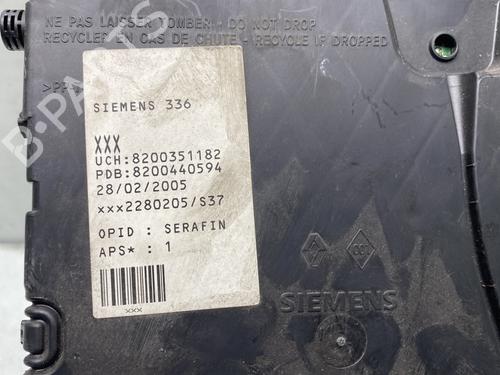 NE PAS LAISSER TOMBER - DO NOT DROP
RECYCLER EN CAS DE CHUTE - RECYCLE IF DROPPED
>PP
SIEMENS 336
XXX
UCH:8200351182
PDB:8200440594
28/02/2005
xxx2280205/S37
OPID : SERAFIN
APS* : 1
xxx
SIEMENS
B-PARTS